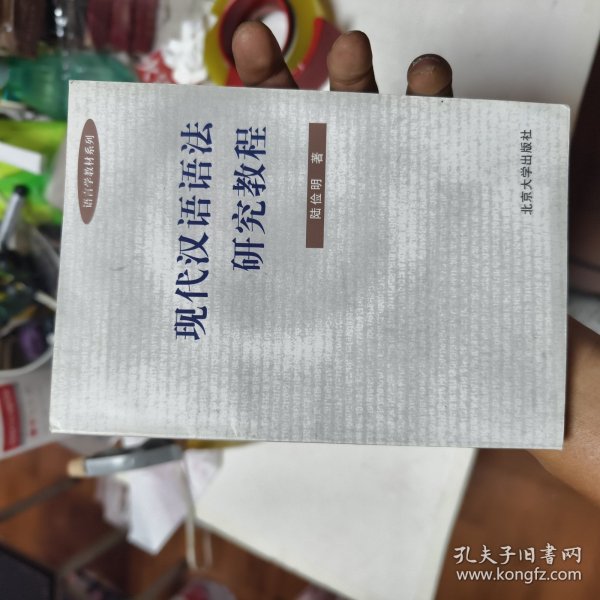 语言学教材系列
现代汉语语法
研究教程
陆俭明 著
北京大学出版社
孔夫子旧书网
www.kongfz.com